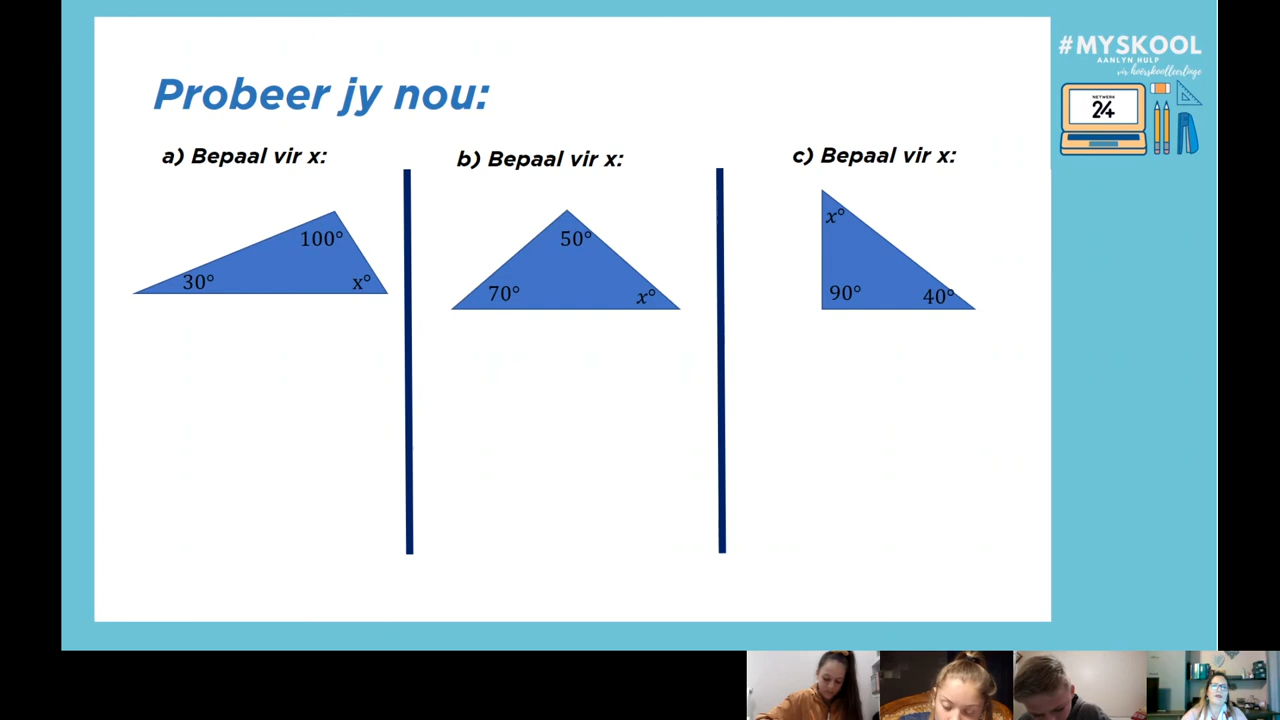 Probeer jy nou:
a) Bepaal vir x:
100°
30°
x°
b) Bepaal vir x:
50°
70°
x°
c) Bepaal vir x:
x°
90°
40°
#MYSKOOL
AANLYN HULP
vir hoërskoolleerlinge
NETWERK
24